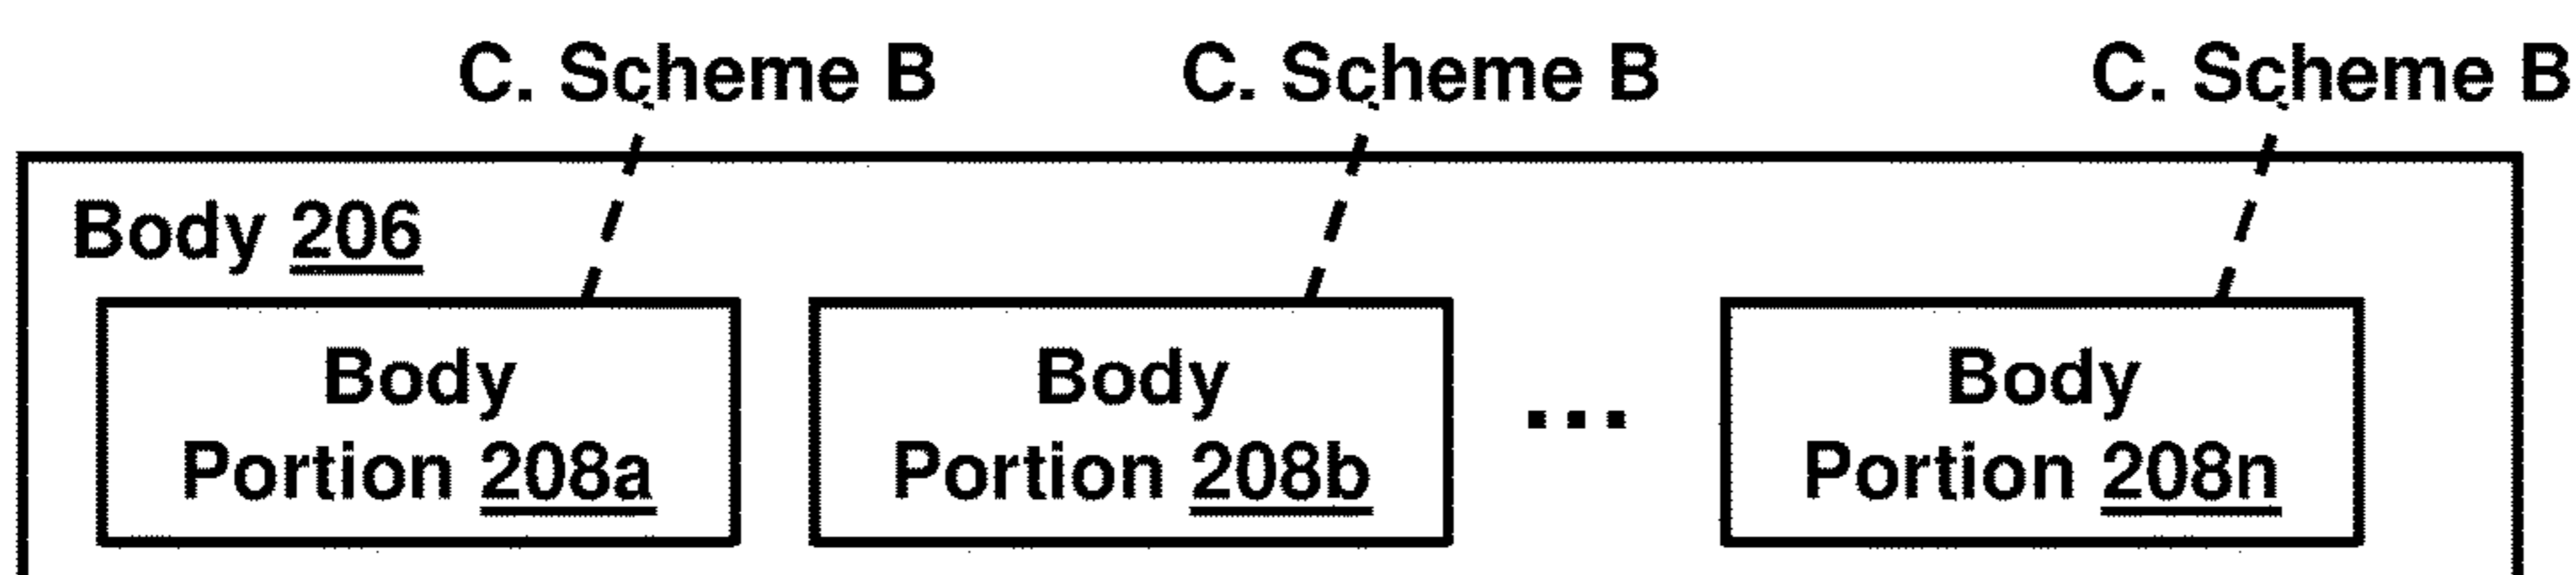 C. Scheme B C. Scheme B C. Scheme B
Body 206
Body
Portion 208a
Body
Portion 208b
...
Body
Portion 208n